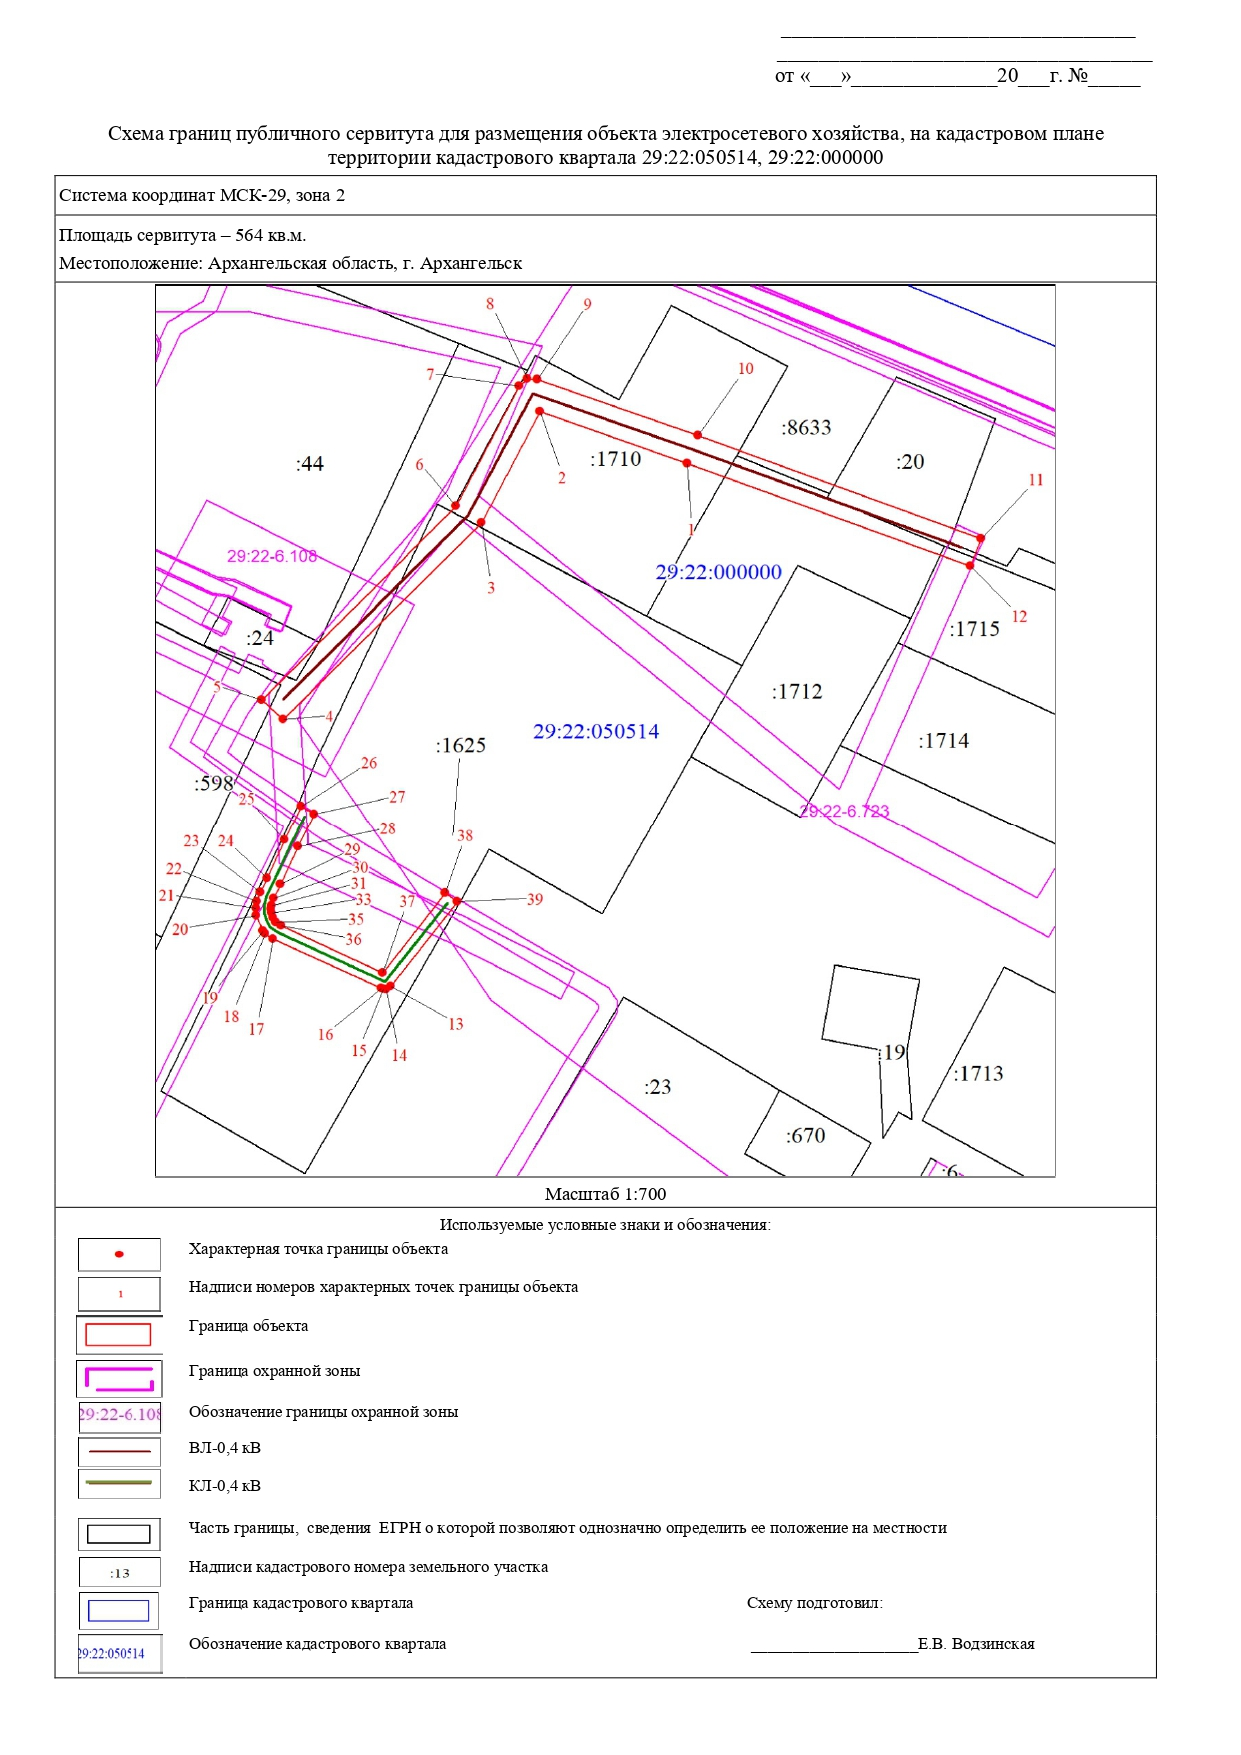 от «___»______________20___г. №_____
Схема границ публичного сервитута для размещения объекта электросетевого хозяйства, на кадастровом плане
территории кадастрового квартала 29:22:050514, 29:22:000000
Система координат МСК-29, зона 2
Площадь сервитута – 564 кв.м.
Местоположение: Архангельская область, г. Архангельск
8
9
7
10
:8633
:44
6
:1710
2
:20
11
1
29:22-6.108
29:22:000000
3
12
:24
:1715
5
4
:1712
29:22:050514
:1625
:1714
26
:598
25
27
29:22-6.723
28
38
23
24
29
22
30
31
21
33
37
39
35
20
36
19
18
17
16
13
15
14
:19
:1713
:23
:670
:6
Масштаб 1:700
Используемые условные знаки и обозначения:
Характерная точка границы объекта
1
Надписи номеров характерных точек границы объекта
Граница объекта
Граница охранной зоны
29:22-6.108
Обозначение границы охранной зоны
ВЛ-0,4 кВ
КЛ-0,4 кВ
Часть границы, сведения ЕГРН о которой позволяют однозначно определить ее положение на местности
:13
Надписи кадастрового номера земельного участка
Граница кадастрового квартала
Схему подготовил:
29:22:050514
Обозначение кадастрового квартала
____________________Е.В. Водзинская